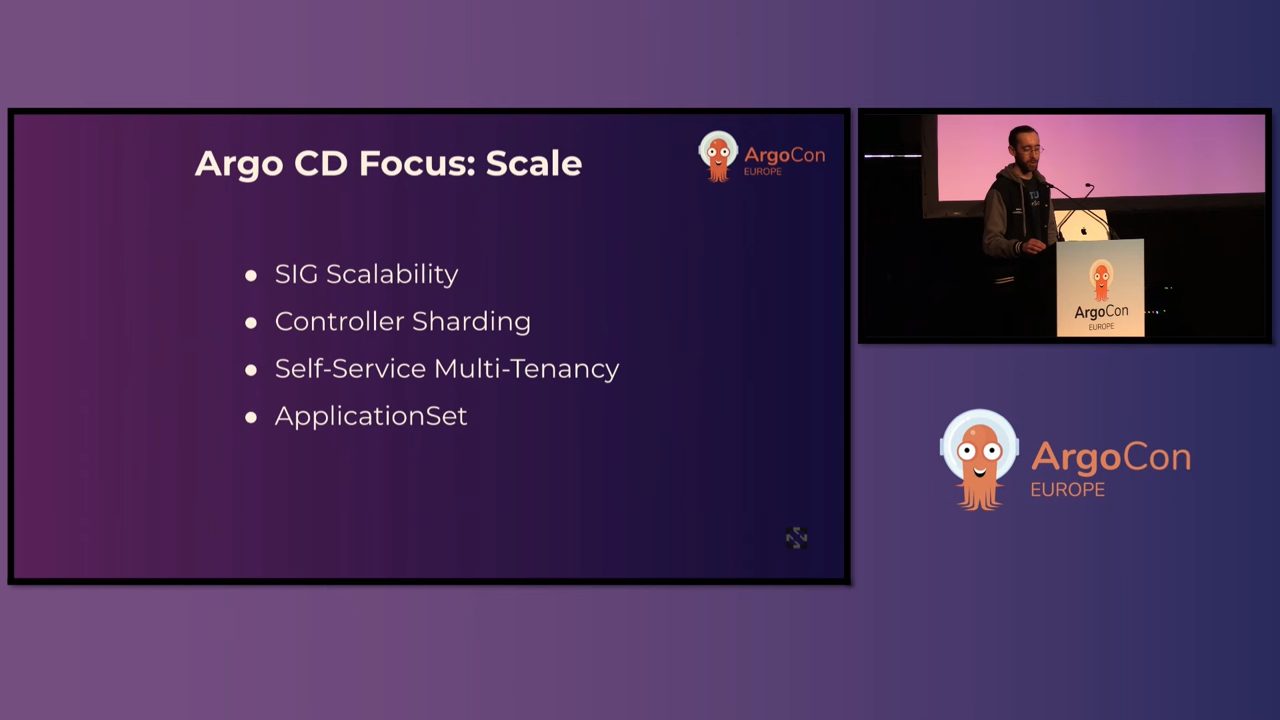 Argo CD Focus: Scale
ArgoCon
EUROPE
● SIG Scalability
● Controller Sharding
● Self-Service Multi-Tenancy
● ApplicationSet
ArgoCon
EUROPE
ArgoCon
EUROPE